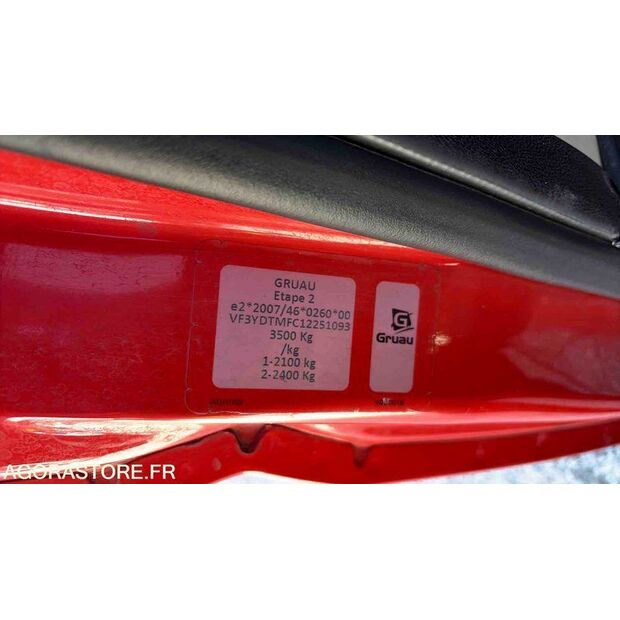 GRUAU
Etape 2
e2*2007/46*0260*00
VF3YDTMFC12251093
3500 Kg
/kg
1-2100 kg
2-2400 Kg
G
Gruau
AGORASTORE.FR